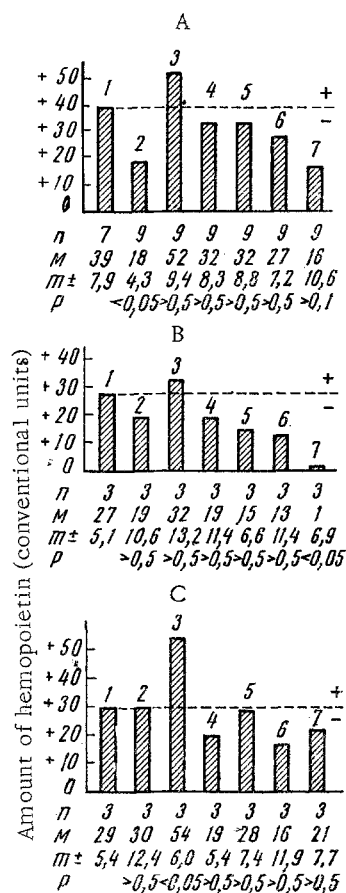 A
+ 50
+ 40
+ 30
+ 20
+ 10
0
1 2 3 4 5 6 7
+
−
n 7 9 9 9 9 9 9
M 39 18 52 32 32 27 16
m± 7,9 4,3 9,4 8,3 8,8 7,2 10,6
P <0,05 >0,5 >0,5 >0,5 >0,5 >0,1
B
+ 40
+ 30
+ 20
+ 10
0
1 2 3 4 5 6 7
+
−
n 3 3 3 3 3 3 3
M 27 19 32 19 15 13 1
m± 5,1 10,6 13,2 11,4 6,6 11,4 6,9
P >0,5 >0,5 >0,5 >0,5 >0,5 <0,05
C
+ 50
+ 40
+ 30
+ 20
+ 10
0
1 2 3 4 5 6 7
+
−
n 3 3 3 3 3 3 3
M 29 30 54 19 28 16 21
m± 5,4 12,4 6,0 5,4 7,4 11,9 7,7
P >0,5 <0,05 >0,5 >0,5 >0,5 >0,5
Amount of hemopoietin (conventional units)